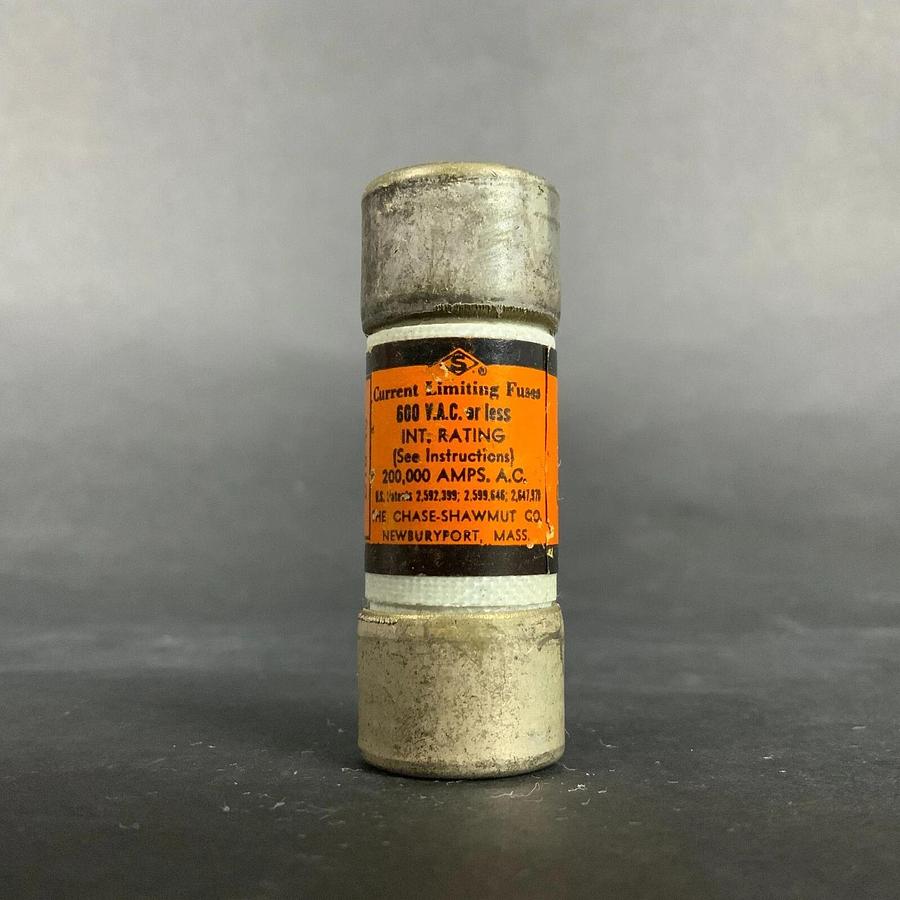 S ®
Current Limiting Fuses
600 V.A.C. or less
INT. RATING
(See Instructions)
200,000 AMPS. A.C.
U.S. Patents 2,592,399; 2,599,646; 2,647,970
THE CHASE-SHAWMUT CO.
NEWBURYPORT, MASS.